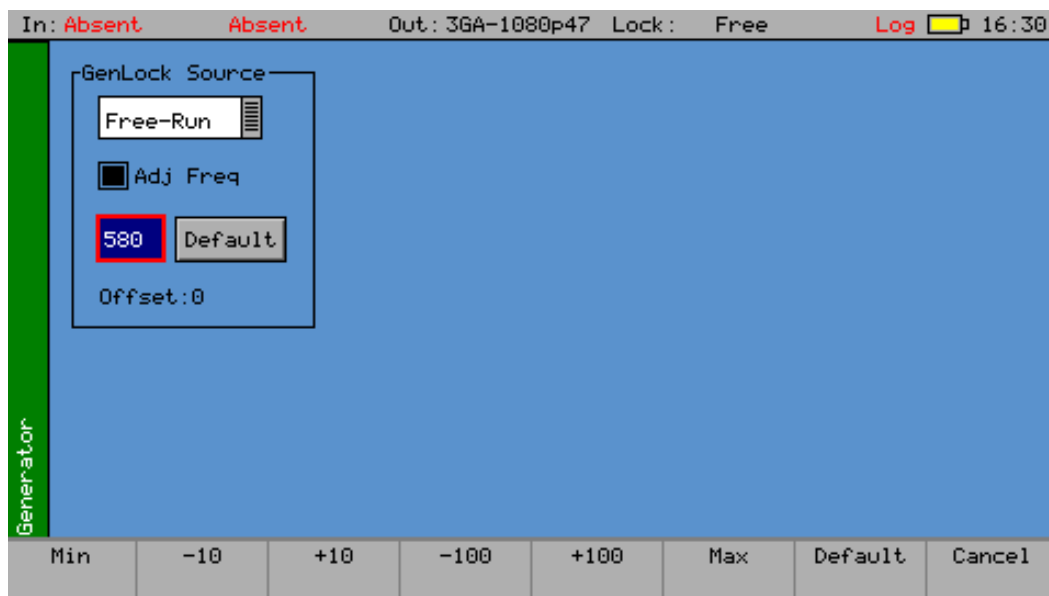 In: Absent Absent Out: 3GA-1080p47 Lock: Free Log 16:30
GenLock Source
Free-Run
Adj Freq
580 Default
Offset:0
Generator
Min -10 +10 -100 +100 Max Default Cancel